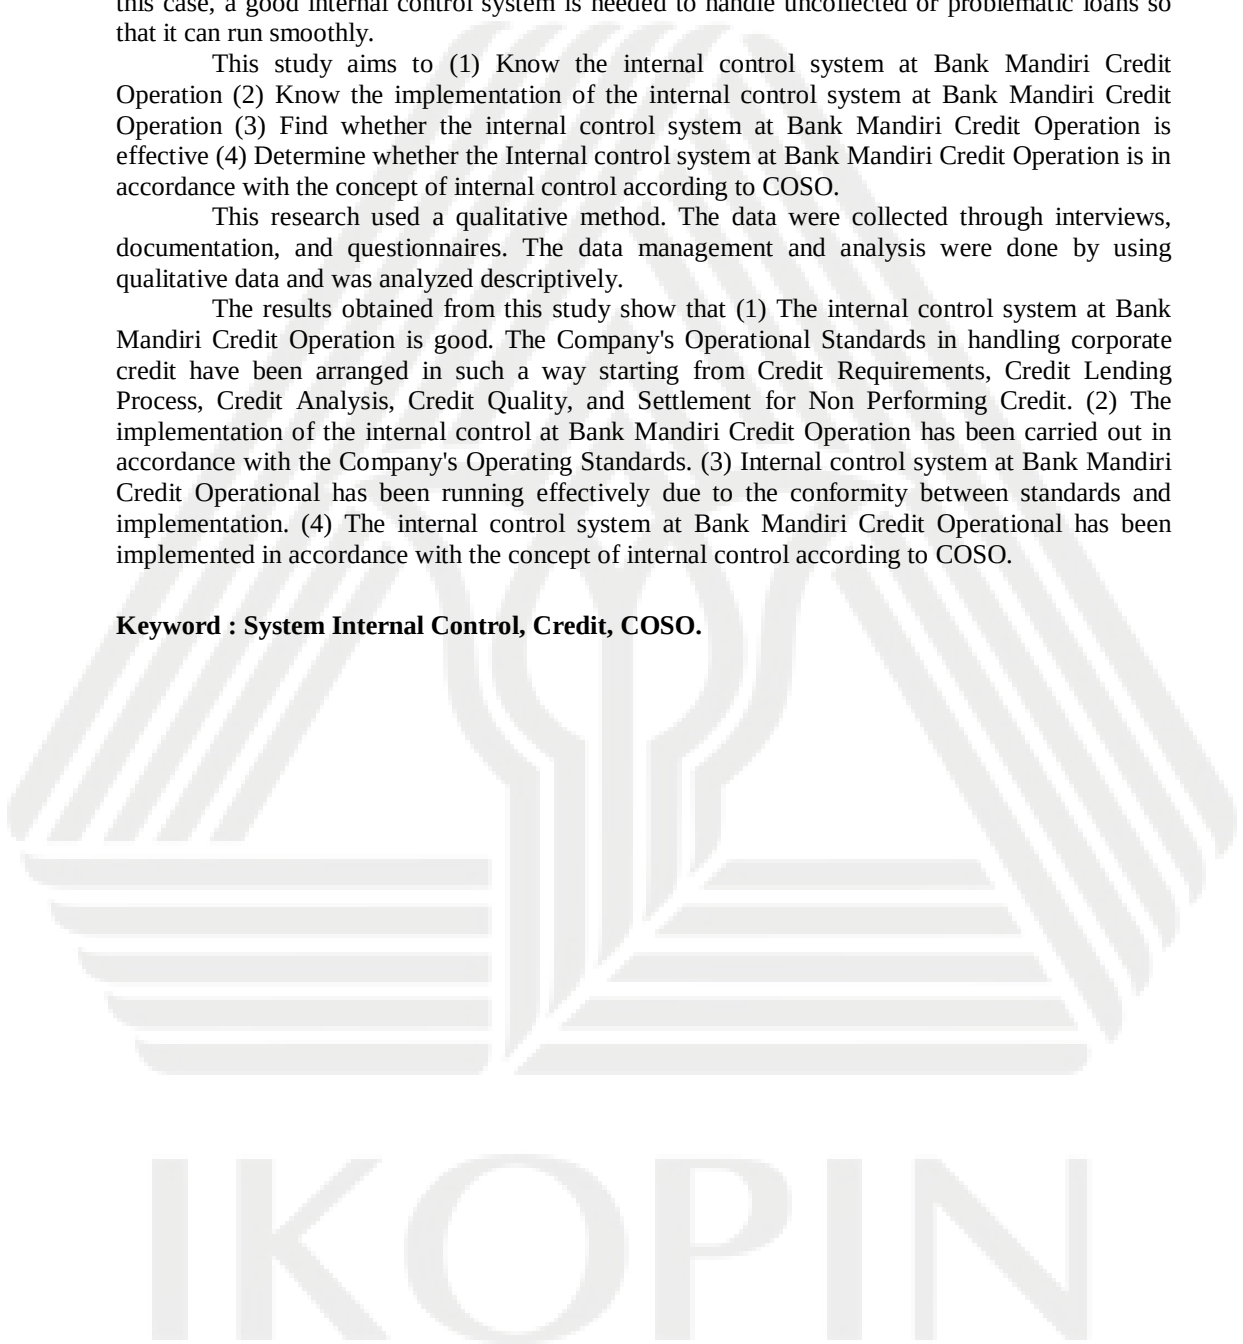 this case, a good internal control system is needed to handle uncollected or problematic loans so
that it can run smoothly.
This study aims to (1) Know the internal control system at Bank Mandiri Credit
Operation (2) Know the implementation of the internal control system at Bank Mandiri Credit
Operation (3) Find whether the internal control system at Bank Mandiri Credit Operation is
effective (4) Determine whether the Internal control system at Bank Mandiri Credit Operation is in
accordance with the concept of internal control according to COSO.
This research used a qualitative method. The data were collected through interviews,
documentation, and questionnaires. The data management and analysis were done by using
qualitative data and was analyzed descriptively.
The results obtained from this study show that (1) The internal control system at Bank
Mandiri Credit Operation is good. The Company's Operational Standards in handling corporate
credit have been arranged in such a way starting from Credit Requirements, Credit Lending
Process, Credit Analysis, Credit Quality, and Settlement for Non Performing Credit. (2) The
implementation of the internal control at Bank Mandiri Credit Operation has been carried out in
accordance with the Company's Operating Standards. (3) Internal control system at Bank Mandiri
Credit Operational has been running effectively due to the conformity between standards and
implementation. (4) The internal control system at Bank Mandiri Credit Operational has been
implemented in accordance with the concept of internal control according to COSO.
Keyword : System Internal Control, Credit, COSO.
IKOPIN